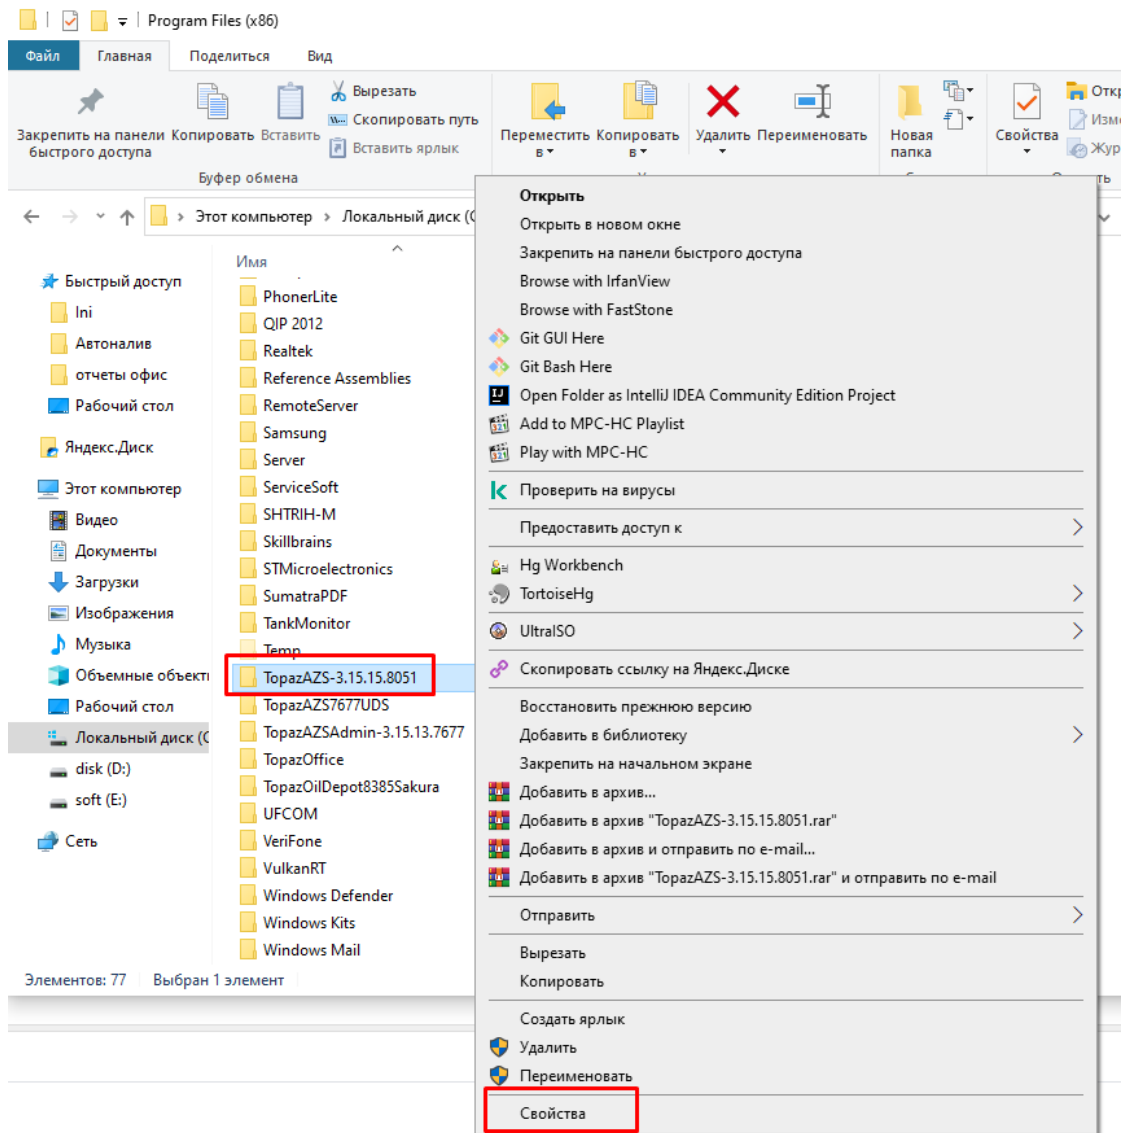 Program Files (x86)
Файл Главная Поделиться Вид
Вырезать
Скопировать путь
Вставить ярлык
Закрепить на панели быстрого доступа
Копировать Вставить
Переместить в
Копировать в
Удалить Переименовать
Новая папка
Свойства
Буфер обмена
Этот компьютер Локальный диск (C
Имя
Быстрый доступ
Ini
Автоналив
отчеты офис
Рабочий стол
Яндекс.Диск
Этот компьютер
Видео
Документы
Загрузки
Изображения
Музыка
Объемные объект
Рабочий стол
Локальный диск (C
disk (D:)
soft (E:)
Сеть
PhonerLite
QIP 2012
Realtek
Reference Assemblies
RemoteServer
Samsung
Server
ServiceSoft
SHTRIH-M
Skillbrains
STMicroelectronics
SumatraPDF
TankMonitor
Temp
TopazAZS-3.15.15.8051
TopazAZS7677UDS
TopazAZSAdmin-3.15.13.7677
TopazOffice
TopazOilDepot8385Sakura
UFCOM
VeriFone
VulkanRT
Windows Defender
Windows Kits
Windows Mail
Элементов: 77 Выбран 1 элемент
Открыть
Открыть в новом окне
Закрепить на панели быстрого доступа
Browse with IrfanView
Browse with FastStone
Git GUI Here
Git Bash Here
Open Folder as IntelliJ IDEA Community Edition Project
Add to MPC-HC Playlist
Play with MPC-HC
Проверить на вирусы
Предоставить доступ к
Hg Workbench
TortoiseHg
UltraISO
Скопировать ссылку на Яндекс.Диске
Восстановить прежнюю версию
Добавить в библиотеку
Закрепить на начальном экране
Добавить в архив...
Добавить в архив "TopazAZS-3.15.15.8051.rar"
Добавить в архив и отправить по e-mail...
Добавить в архив "TopazAZS-3.15.15.8051.rar" и отправить по e-mail
Отправить
Вырезать
Копировать
Создать ярлык
Удалить
Переименовать
Свойства